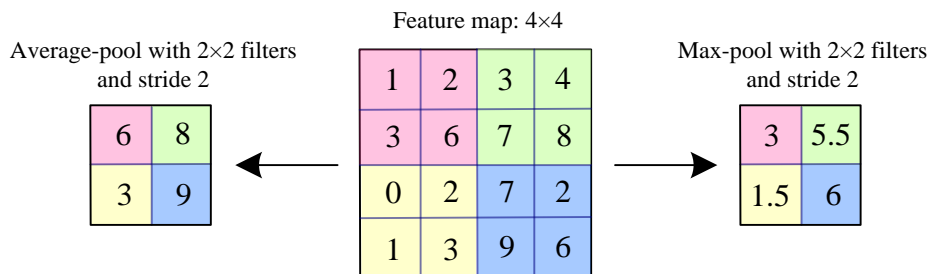 Feature map: 4×4
Average-pool with 2×2 filters
and stride 2
6 8
3 9
1 2 3 4
3 6 7 8
0 2 7 2
1 3 9 6
Max-pool with 2×2 filters
and stride 2
3 5.5
1.5 6